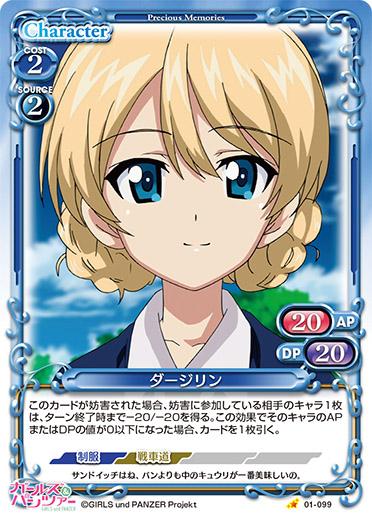 Precious Memories
Character
COST
2
SOURCE
2
20 AP
DP 20
ダージリン
このカードが妨害された場合、妨害に参加している相手のキャラ1枚
は、ターン終了時まで－20/－20を得る。この効果でそのキャラのAP
またはDPの値が0以下になった場合、カードを1枚引く。
制服 戦車道
サンドイッチはね、パンよりも中のキュウリが一番美味しいの。
ガールズ&パンツァー
GIRLS und PANZER
©GIRLS und PANZER Projekt
01-099